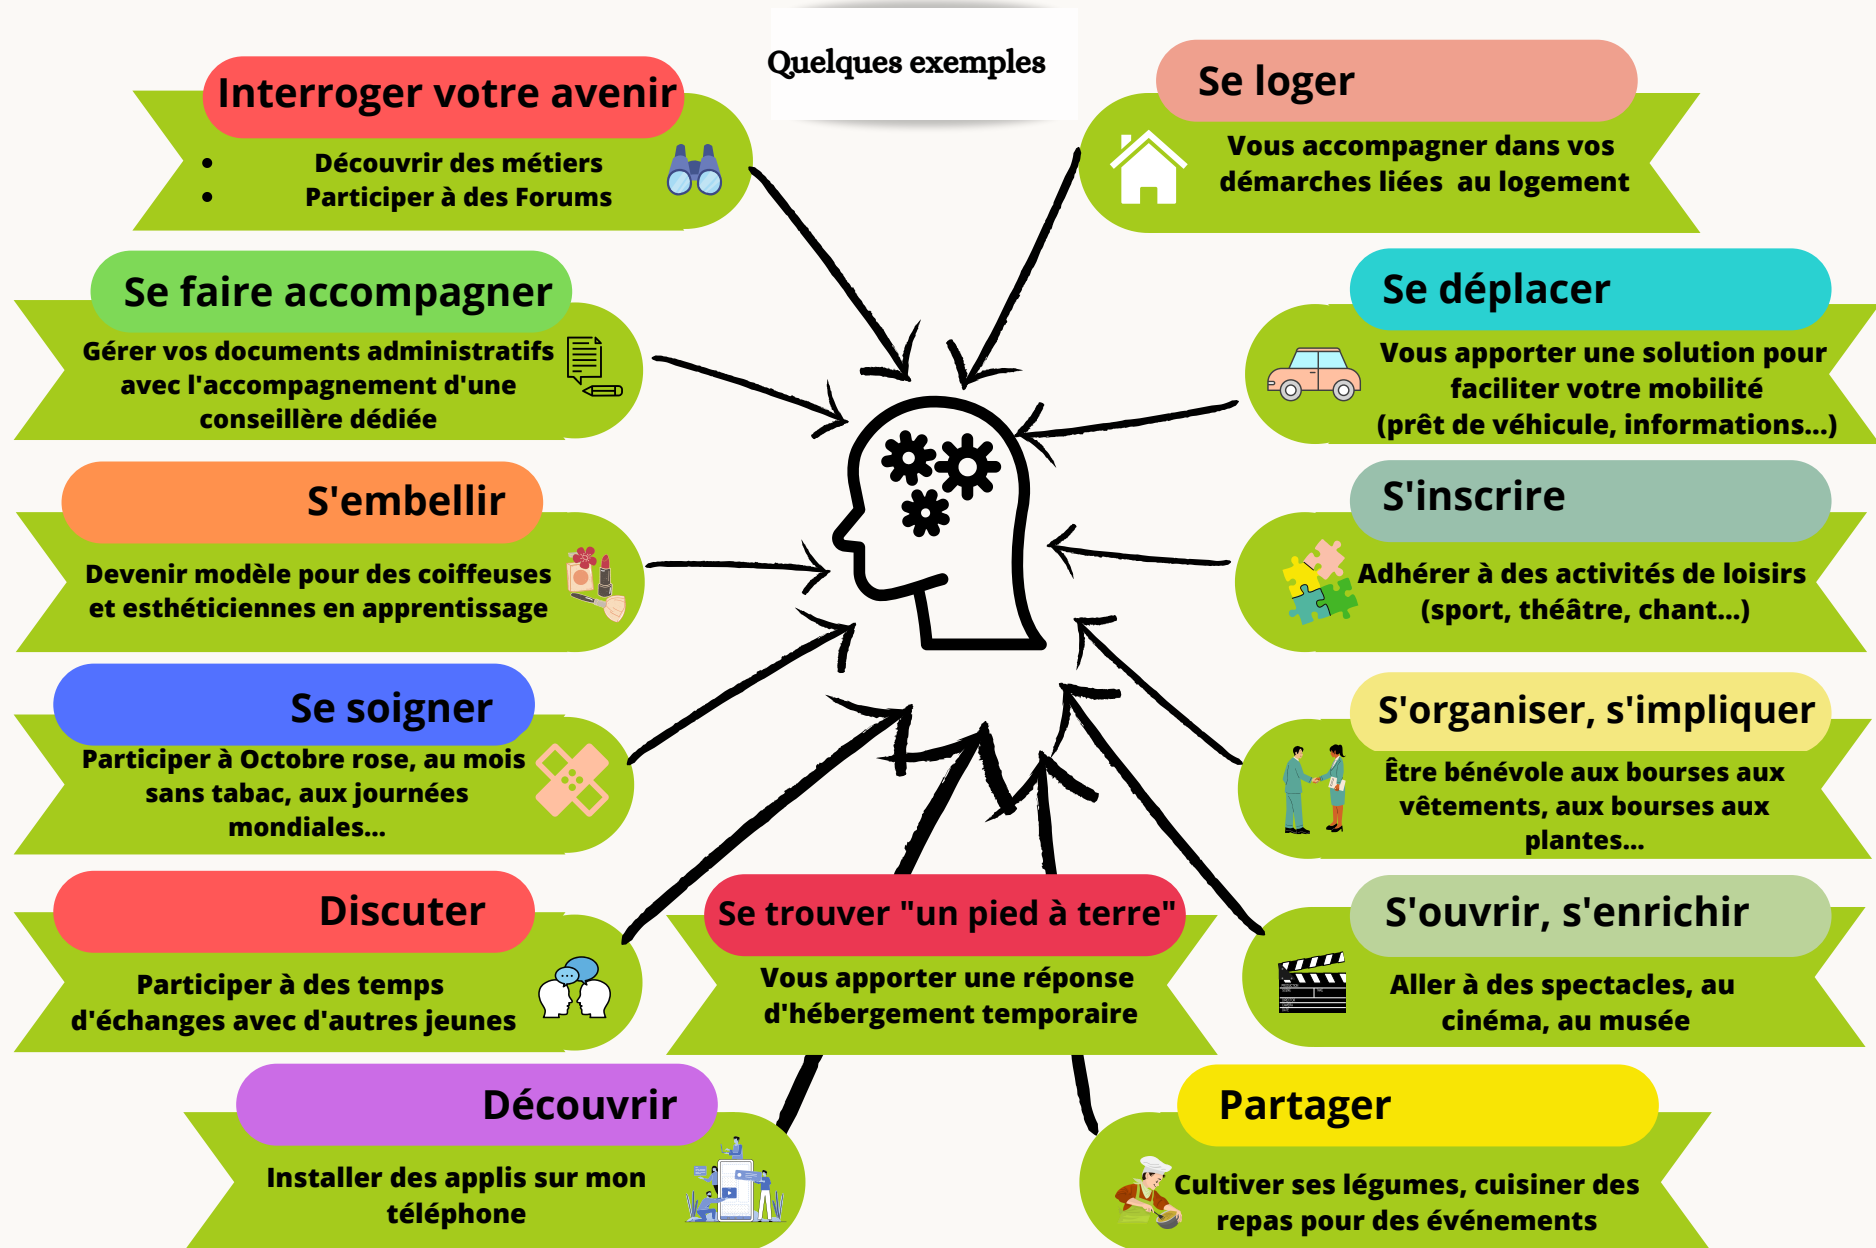 Quelques exemples
Interroger votre avenir
• Découvrir des métiers
• Participer à des Forums
Se faire accompagner
Gérer vos documents administratifs
avec l'accompagnement d'une
conseillère dédiée
S'embellir
Devenir modèle pour des coiffeuses
et esthéticiennes en apprentissage
Se soigner
Participer à Octobre rose, au mois
sans tabac, aux journées
mondiales...
Discuter
Participer à des temps
d'échanges avec d'autres jeunes
Découvrir
Installer des applis sur mon
téléphone
Se trouver "un pied à terre"
Vous apporter une réponse
d'hébergement temporaire
Se loger
Vous accompagner dans vos
démarches liées  au logement
Se déplacer
Vous apporter une solution pour
faciliter votre mobilité
(prêt de véhicule, informations...)
S'inscrire
Adhérer à des activités de loisirs
(sport, théâtre, chant...)
S'organiser, s'impliquer
Être bénévole aux bourses aux
vêtements, aux bourses aux
plantes...
S'ouvrir, s'enrichir
Aller à des spectacles, au
cinéma, au musée
Partager
Cultiver ses légumes, cuisiner des
repas pour des événements